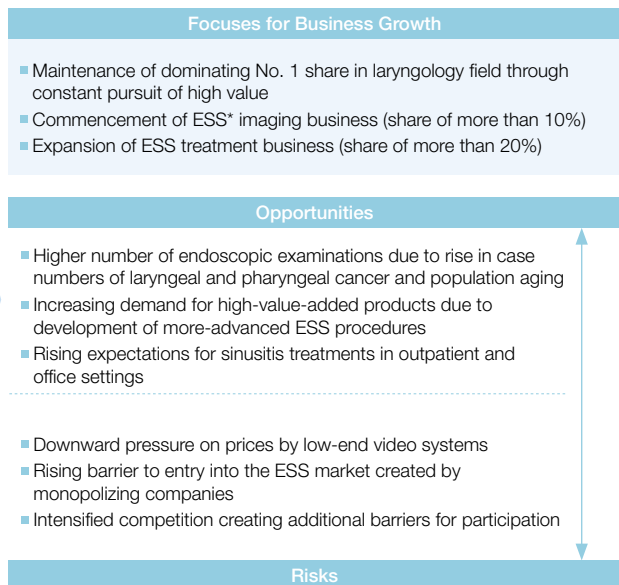 Focuses for Business Growth
Maintenance of dominating No. 1 share in laryngology field through
constant pursuit of high value
Commencement of ESS* imaging business (share of more than 10%)
Expansion of ESS treatment business (share of more than 20%)
Opportunities
Higher number of endoscopic examinations due to rise in case
numbers of laryngeal and pharyngeal cancer and population aging
Increasing demand for high-value-added products due to
development of more-advanced ESS procedures
Rising expectations for sinusitis treatments in outpatient and
office settings
Downward pressure on prices by low-end video systems
Rising barrier to entry into the ESS market created by
monopolizing companies
Intensified competition creating additional barriers for participation
Risks